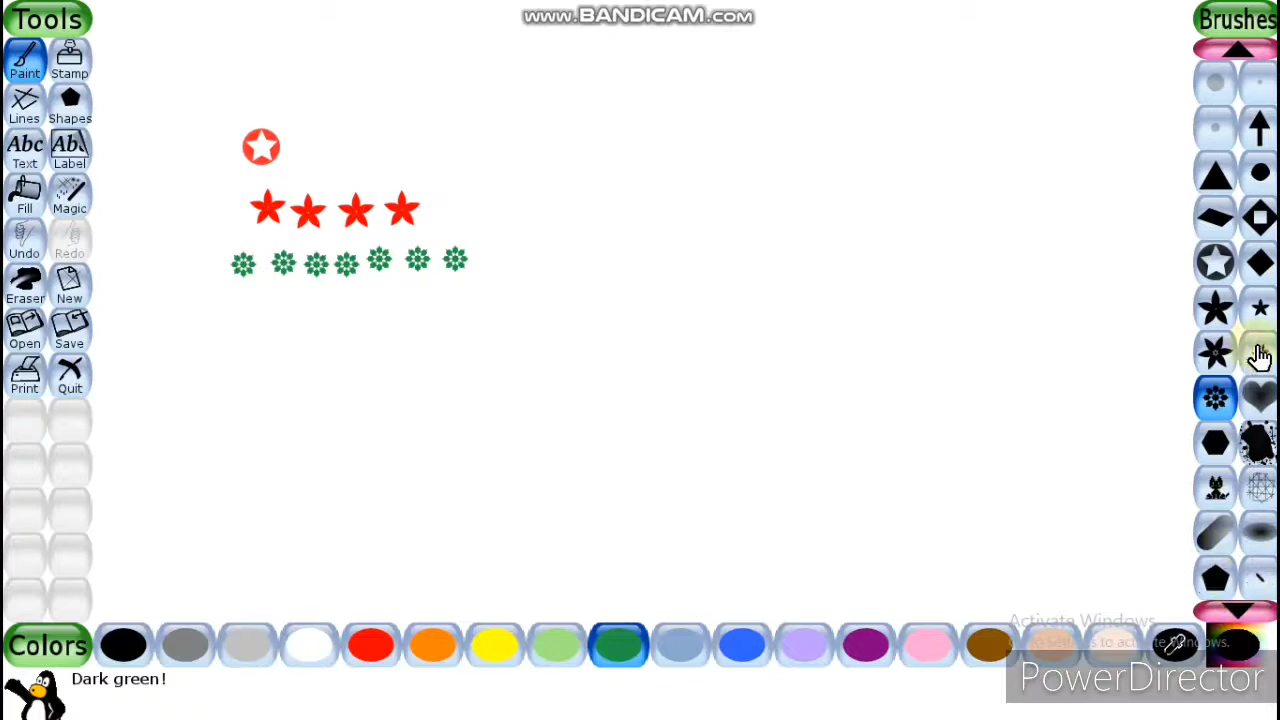 Tools
www.BANDICAM.com
Brushes
Paint
Stamp
Lines
Shapes
Abc
Abc
Text
Label
Fill
Magic
Undo
Redo
Eraser
New
Open
Save
Print
Quit
Activate Windows
Colors
Dark green!
PowerDirector